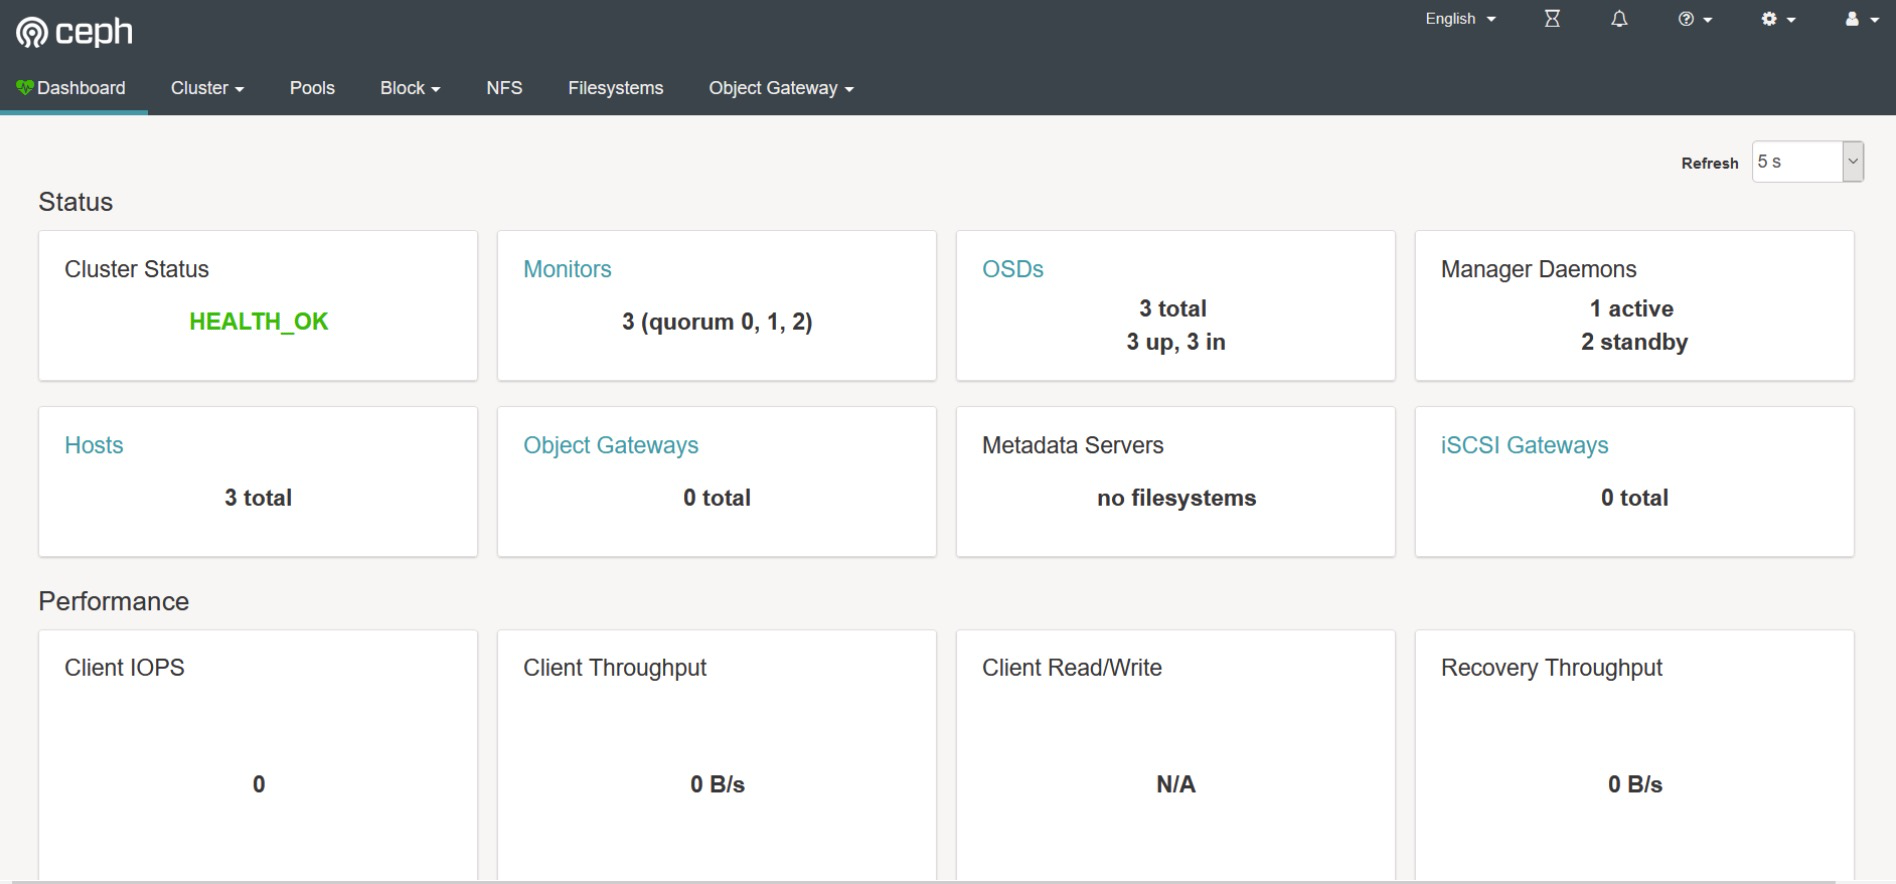 ceph
English
Dashboard Cluster Pools Block NFS Filesystems Object Gateway
Refresh 5 s
Status
Cluster Status
HEALTH_OK
Monitors
3 (quorum 0, 1, 2)
OSDs
3 total
3 up, 3 in
Manager Daemons
1 active
2 standby
Hosts
3 total
Object Gateways
0 total
Metadata Servers
no filesystems
iSCSI Gateways
0 total
Performance
Client IOPS
0
Client Throughput
0 B/s
Client Read/Write
N/A
Recovery Throughput
0 B/s